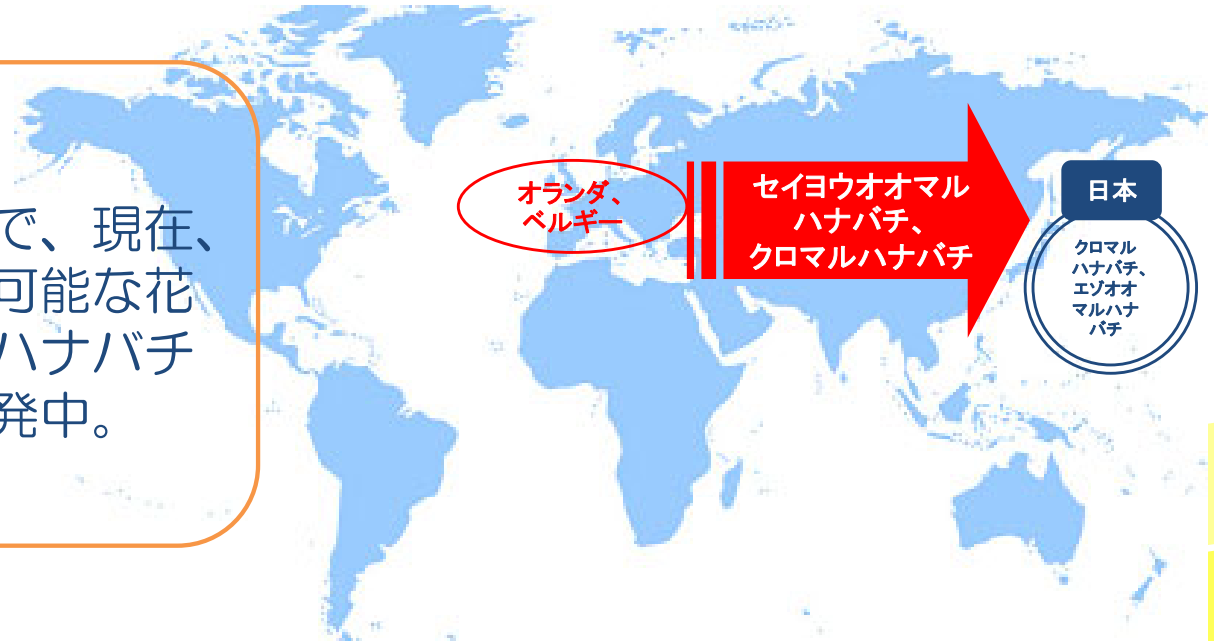 で、現在、
可能な花
ハナバチ
発中。
オランダ、
ベルギー
セイヨウオオマル
ハナバチ、
クロマルハナバチ
日本
クロマル
ハナバチ、
エゾオオ
マルハナ
バチ